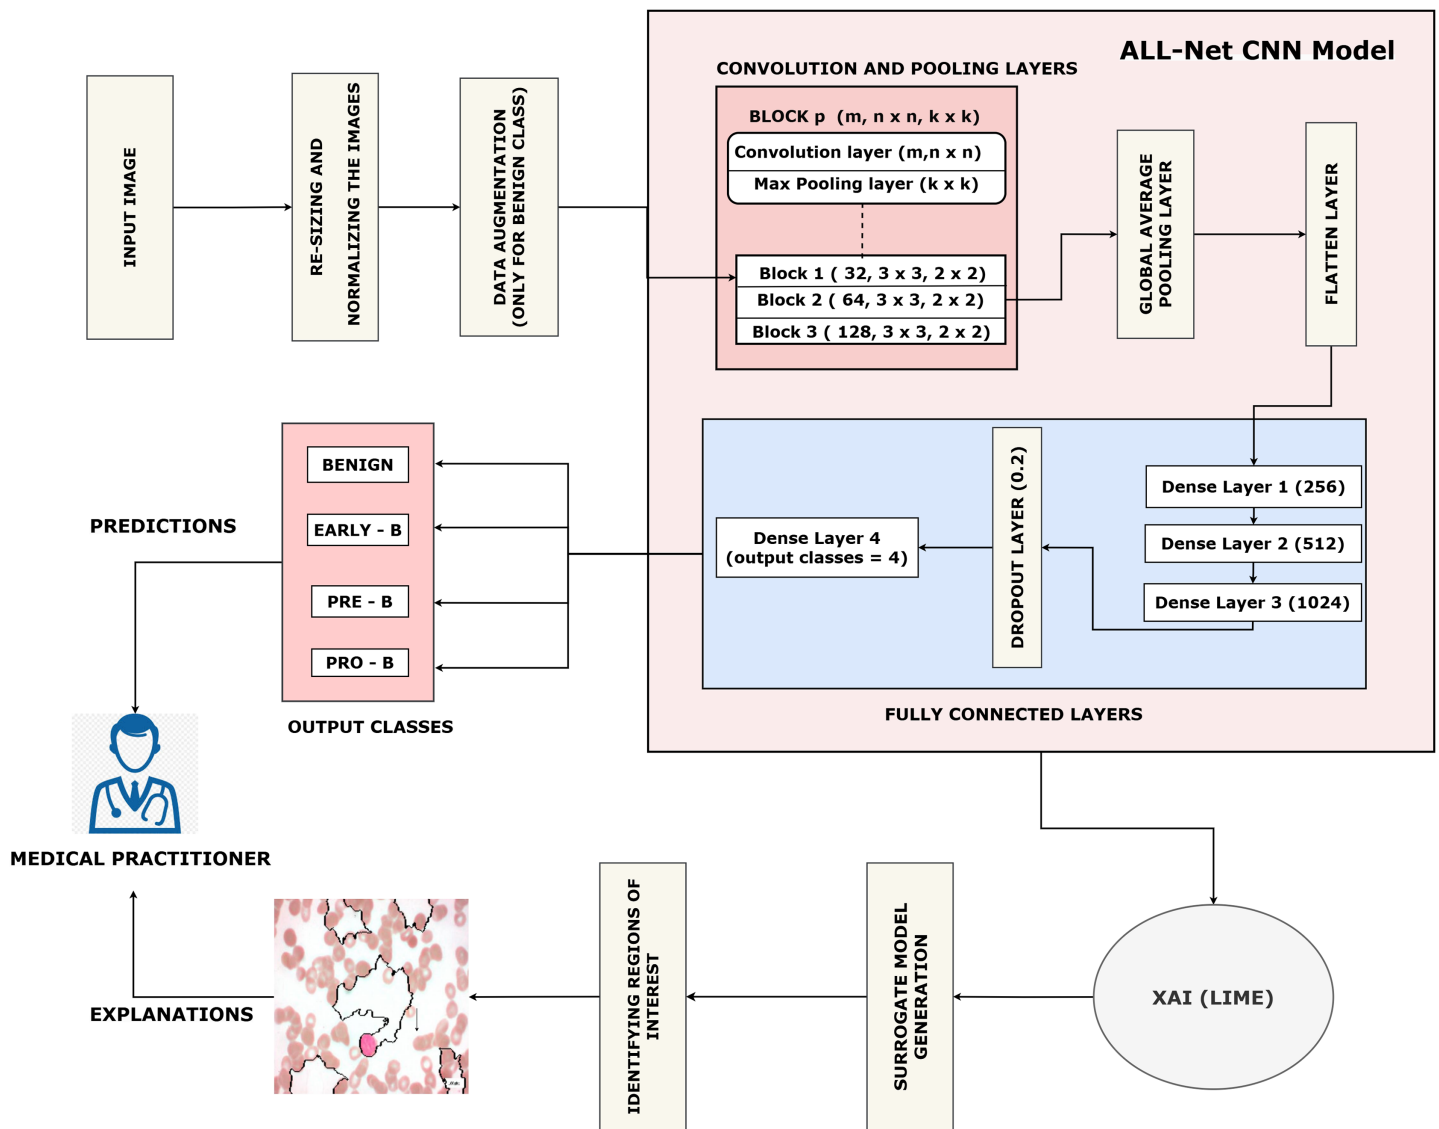 ALL-Net CNN Model
INPUT IMAGE
RE-SIZING AND
NORMALIZING THE IMAGES
DATA AUGMENTATION
(ONLY FOR BENIGN CLASS)
CONVOLUTION AND POOLING LAYERS
BLOCK p  (m, n x n, k x k)
Convolution layer (m,n x n)
Max Pooling layer (k x k)
Block 1 ( 32, 3 x 3, 2 x 2)
Block 2 ( 64, 3 x 3, 2 x 2)
Block 3 ( 128, 3 x 3, 2 x 2)
GLOBAL AVERAGE
POOLING LAYER
FLATTEN LAYER
Dense Layer 1 (256)
Dense Layer 2 (512)
Dense Layer 3 (1024)
DROPOUT LAYER (0.2)
Dense Layer 4
(output classes = 4)
FULLY CONNECTED LAYERS
BENIGN
EARLY - B
PRE - B
PRO - B
OUTPUT CLASSES
PREDICTIONS
MEDICAL PRACTITIONER
EXPLANATIONS
IDENTIFYING REGIONS OF
INTEREST
SURROGATE MODEL
GENERATION
XAI (LIME)